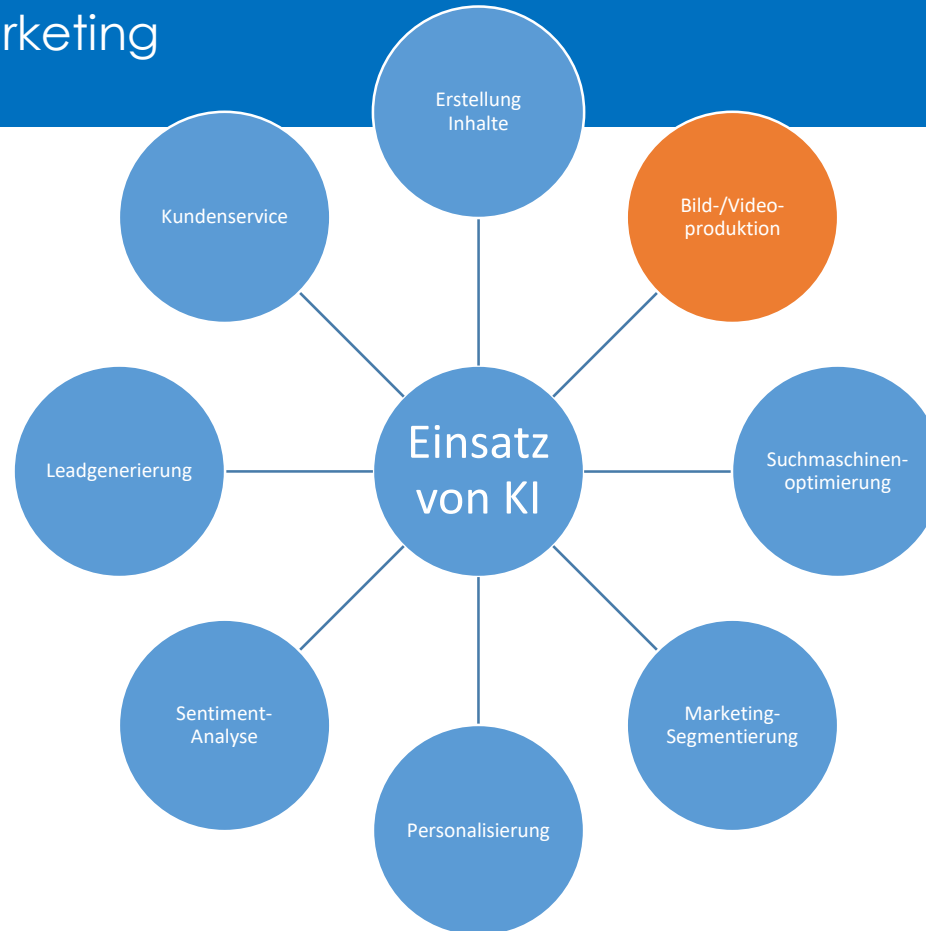 rketing
Erstellung
Inhalte
Bild-/Video-
produktion
Suchmaschinen-
optimierung
Marketing-
Segmentierung
Personalisierung
Sentiment-
Analyse
Leadgenerierung
Kundenservice
Einsatz
von KI